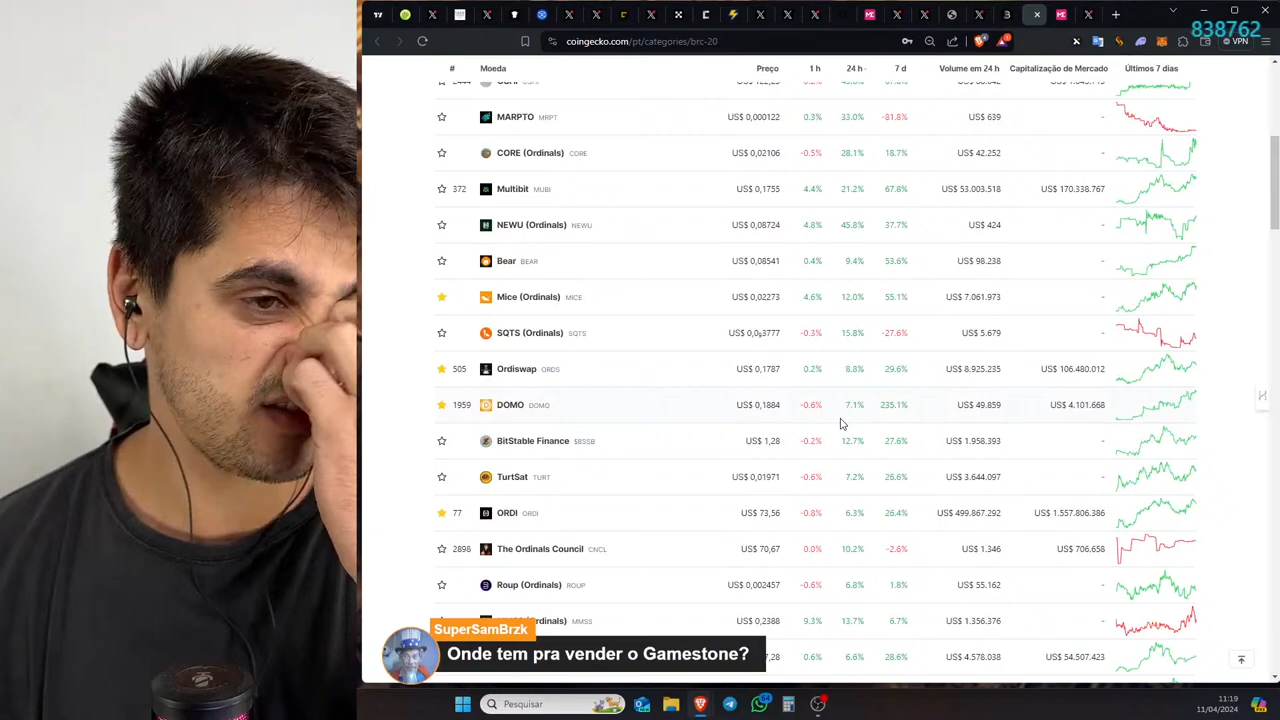 838762
coingecko.com/pt/categories/brc-20
VPN
# Moeda Preço 1 h 24 h 7 d Volume em 24 h Capitalização de Mercado Últimos 7 dias
MARPTO MRPT US$ 0,000122 0.3% 33.0% -81.8% US$ 639 -
CORE (Ordinals) CORE US$ 0,02106 -0.5% 28.1% 18.7% US$ 42.252 -
372 Multibit MUBI US$ 0,1755 4.4% 21.2% 67.8% US$ 53.003.518 US$ 170.338.767
NEWU (Ordinals) NEWU US$ 0,08724 4.8% 45.8% 37.7% US$ 424 -
Bear BEAR US$ 0,08541 0.4% 9.4% 53.6% US$ 98.238 -
Mice (Ordinals) MICE US$ 0,02273 4.6% 12.0% 55.1% US$ 7.061.973 -
SQTS (Ordinals) SQTS US$ 0,0₈3777 -0.3% 15.8% -27.6% US$ 5.679 -
505 Ordiswap ORDS US$ 0,1787 0.2% 8.8% 29.6% US$ 8.925.235 US$ 106.480.012
1959 DOMO DOMO US$ 0,1884 -0.6% 7.1% 235.1% US$ 49.859 US$ 4.101.668
BitStable Finance $BSSB US$ 1,28 -0.2% 12.7% 27.6% US$ 1.958.393 -
TurtSat TURT US$ 0,01971 -0.6% 7.2% 26.6% US$ 3.644.097 -
77 ORDI ORDI US$ 73,56 -0.8% 6.3% 26.4% US$ 499.867.292 US$ 1.557.806.386
2898 The Ordinals Council CNCL US$ 70,67 0.0% 10.2% -2.6% US$ 1.346 US$ 706.658
Roup (Ordinals) ROUP US$ 0,002457 -0.6% 6.8% 1.8% US$ 55.162 -
MMSS US$ 0,2388 9.3% 13.7% 6.7% US$ 1.356.376 -
0.6% 6.6% 28.6% US$ 4.578.038 US$ 54.507.423
SuperSamBrzk
Onde tem pra vender o Gamestone?
Pesquisar
11:19
11/04/2024